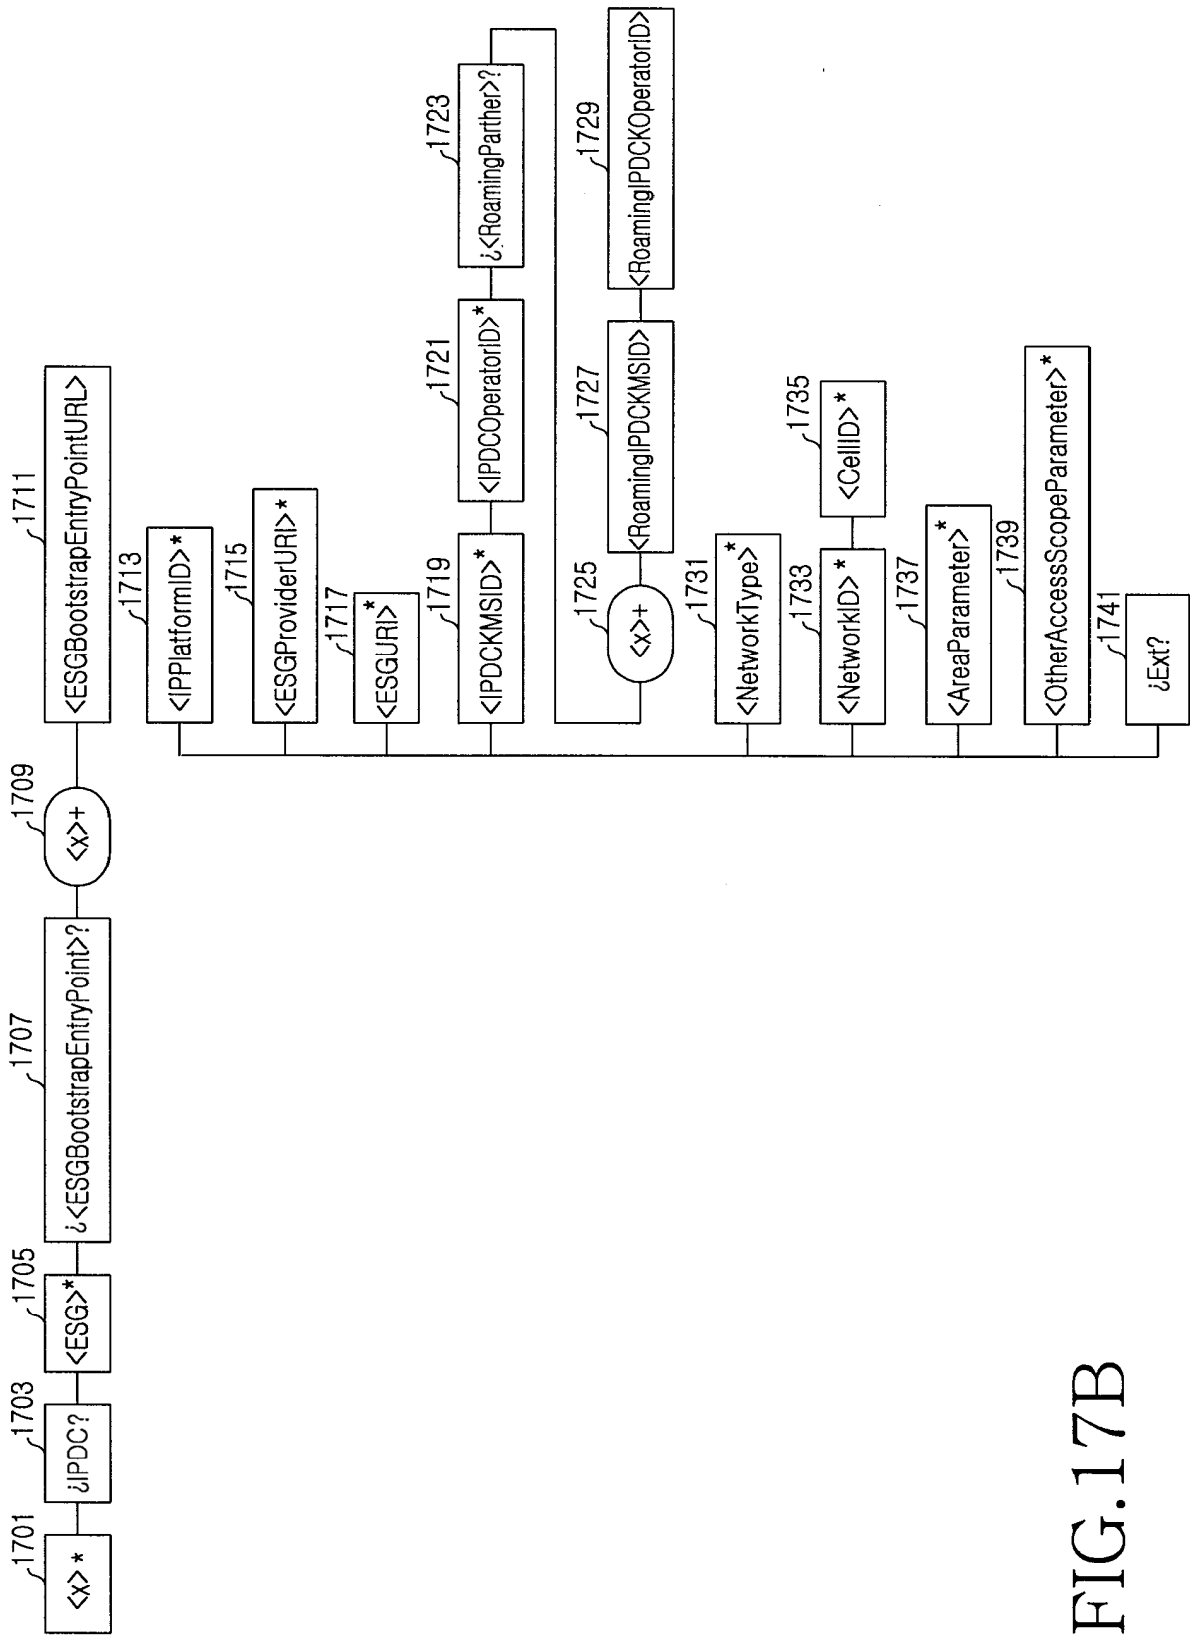 1701
<x>*
1703
¿IPDC?
1705
<ESG>*
1707
¿<ESGBootstrapEntryPoint>?
1709
<x>+
1711
<ESGBootstrapEntryPointURL>
1713
<IPPlatformID>*
1715
<ESGProviderURI>*
1717
<ESGURI>*
1719
<IPDCKMSID>*
1721
<IPDCOperatorID>*
1723
¿<RoamingParther>?
1725
<x>+
1727
<RoamingIPDCKMSID>
1729
<RoamingIPDCKOperatorID>
1731
<NetworkType>*
1733
<NetworkID>*
1735
<CellID>*
1737
<AreaParameter>*
1739
<OtherAccessScopeParameter>*
1741
¿Ext?
FIG.17B